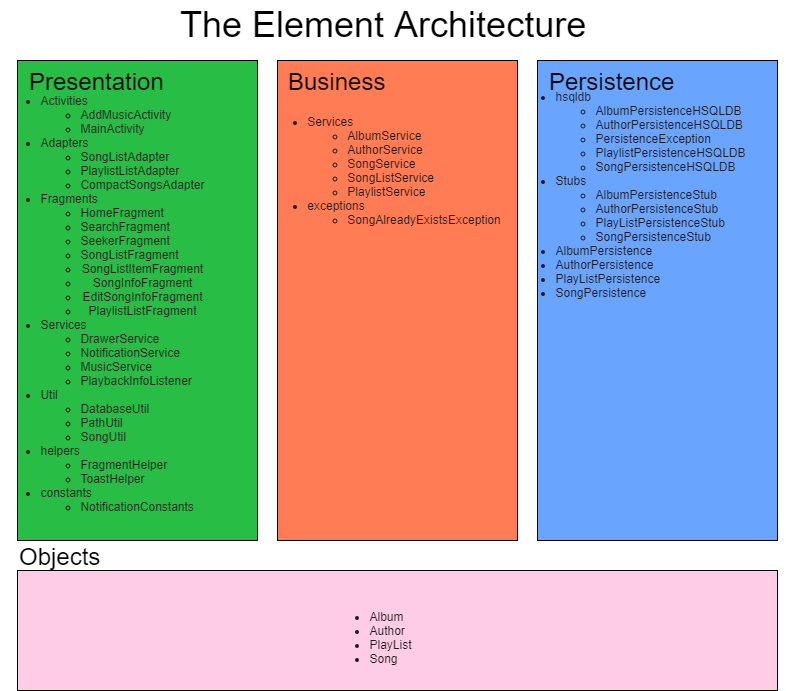 The Element Architecture
Presentation
Activities
AddMusicActivity
MainActivity
Adapters
SongListAdapter
PlaylistListAdapter
CompactSongsAdapter
Fragments
HomeFragment
SearchFragment
SeekerFragment
SongListFragment
SongListItemFragment
SongInfoFragment
EditSongInfoFragment
PlaylistListFragment
Services
DrawerService
NotificationService
MusicService
PlaybackInfoListener
Util
DatabaseUtil
PathUtil
SongUtil
helpers
FragmentHelper
ToastHelper
constants
NotificationConstants
Business
Services
AlbumService
AuthorService
SongService
SongListService
PlaylistService
exceptions
SongAlreadyExistsException
Persistence
hsqldb
AlbumPersistenceHSQLDB
AuthorPersistenceHSQLDB
PersistenceException
PlaylistPersistenceHSQLDB
SongPersistenceHSQLDB
Stubs
AlbumPersistenceStub
AuthorPersistenceStub
PlayListPersistenceStub
SongPersistenceStub
AlbumPersistence
AuthorPersistence
PlayListPersistence
SongPersistence
Objects
Album
Author
PlayList
Song